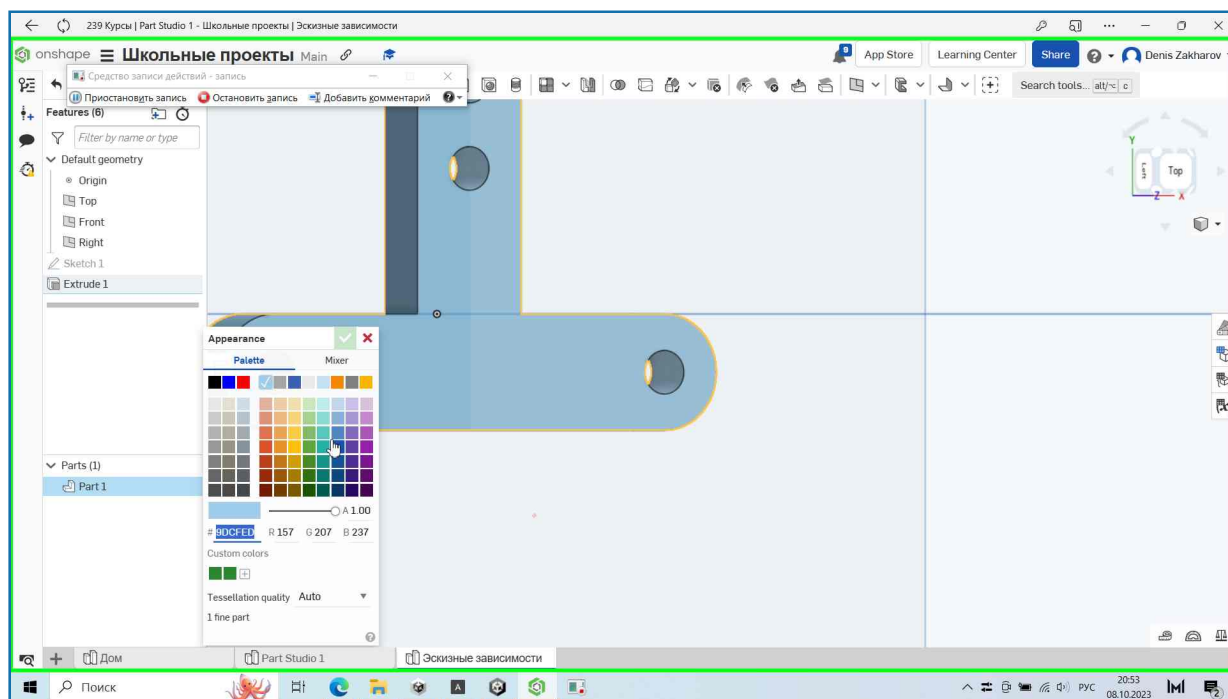 239 Курсы | Part Studio 1 - Школьные проекты | Эскизные зависимости
onshape Школьные проекты Main
9 App Store Learning Center Share Denis Zakharov
Средство записи действий - запись
Приостановить запись Остановить запись Добавить комментарий
Search tools... alt/⌥ c
Features (6)
Filter by name or type
Default geometry
Origin
Top
Front
Right
Sketch 1
Extrude 1
Y
Left Top
Z X
Appearance
Palette Mixer
A 1.00
# 9DCFED R 157 G 207 B 237
Custom colors
Tessellation quality Auto
1 fine part
Parts (1)
Part 1
Дом Part Studio 1 Эскизные зависимости
Поиск
РУС 20:53
08.10.2023